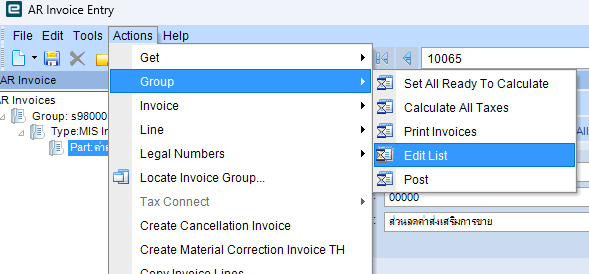 AR Invoice Entry
File Edit Tools Actions Help
10065
AR Invoice
AR Invoices
Group: s98000
Type:MIS In
Part:ค่าส
Get
Group
Invoice
Line
Legal Numbers
Locate Invoice Group...
Tax Connect
Create Cancellation Invoice
Create Material Correction Invoice TH
Copy Invoice Lines
Set All Ready To Calculate
Calculate All Taxes
Print Invoices
Edit List
Post
All
00000
ส่วนลดค่าส่งเสริมการขาย